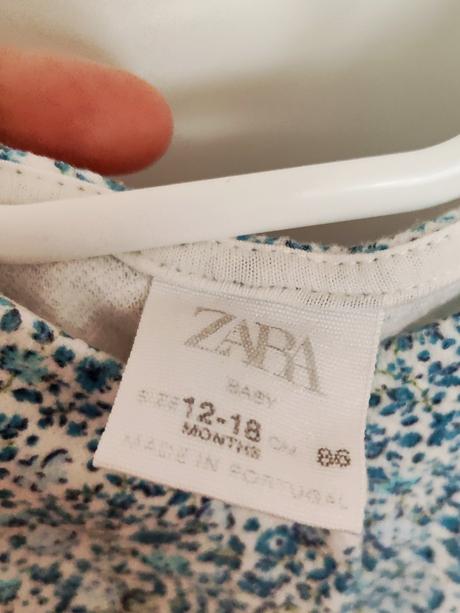 ZARA
BABY
SIZE 12-18 CM 86
MONTHS
MADE IN PORTUGAL